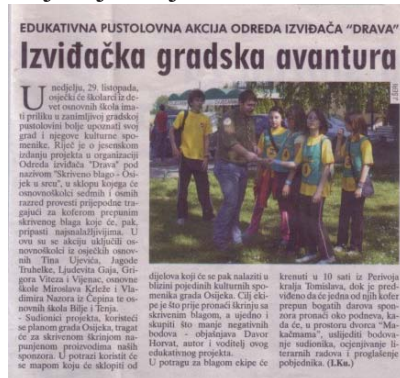 EDUKATIVNA PUSTOLOVNA AKCIJA ODREDA IZVIĐAČA "DRAVA"
Izviđačka gradska avantura
U nedjelju, 29. listopada,
osječki će školarci iz de-
vet osnovnih škola ima-
ti priliku u zanimljivoj gradskoj
pustolovini bolje upoznati svoj
grad i njegove kulturne spo-
menike. Riječ je o jesenskom
izdanju projekta u organizaciji
Odreda izviđača "Drava" pod
nazivom "Skriveno blago - Osi-
jek u srcu", u sklopu kojega će
osnovnoškolci sedmih i osmih
razred provesti prijepodne tra-
gajući za koferom prepunim
skrivenog blaga koje će, pak,
pripasti najsnalažljivijima. U
ovu su se akciju uključili osnov-
noškolci iz osječkih osnov-
nih Tina Ujevića, Jagode
Truhelke, Ljudevita Gaja, Gri-
gora Viteza i Vijenac, osnovne
škole Miroslava Krleže i Vla-
dimira Nazora iz Čepina te os-
novnih škola Bilje i Tenja.
- Sudionici projekta, koristeći
se planom grada Osijeka, tragat
će za skrivenom škrinjom na-
punjenom proizvodima naših
sponzora. U potrazi koristit će
se mapom koju će sklopiti od
dijelova koji će se pak nalaziti u
blizini pojedinih kulturnih spo-
menika grada Osijeka. Cilj ekip-
pe je što prije pronaći škrinju sa
skrivenim blagom, a ujedno i
skupiti što manje negativnih
bodova - objašnjava Davor
Horvat, autor i voditelj ovog
edukativnog projekta.
U potragu za blagom ekipe će
krenuti u 10 sati iz Perivoja
kralja Tomislava, dok je pred-
viđeno da će jedna od njih kofer
prepun bogatih darova spon-
zora pronaći oko podneva, ka-
da će, u prostoru dvorca "Ma-
kačmama", uslijediti bodova-
nje sudionika, ocjenjivanje li-
terarnih radova i proglašenje
pobjednika. (I.Ku.)